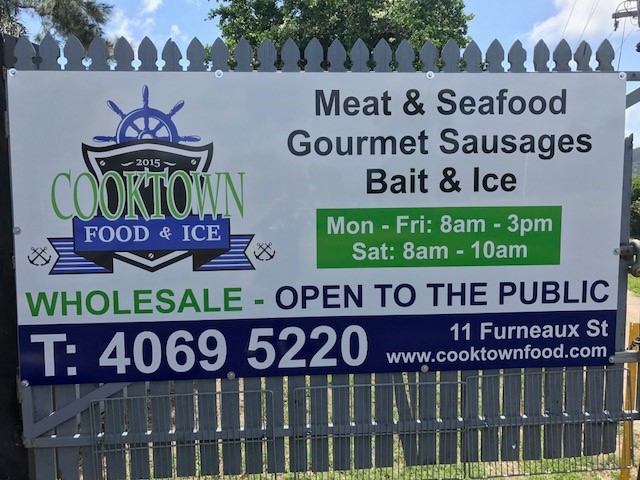 2015
COOKTOWN
FOOD & ICE
Meat & Seafood
Gourmet Sausages
Bait & Ice
Mon - Fri: 8am - 3pm
Sat: 8am - 10am
WHOLESALE - OPEN TO THE PUBLIC
T: 4069 5220
11 Furneaux St
www.cooktownfood.com